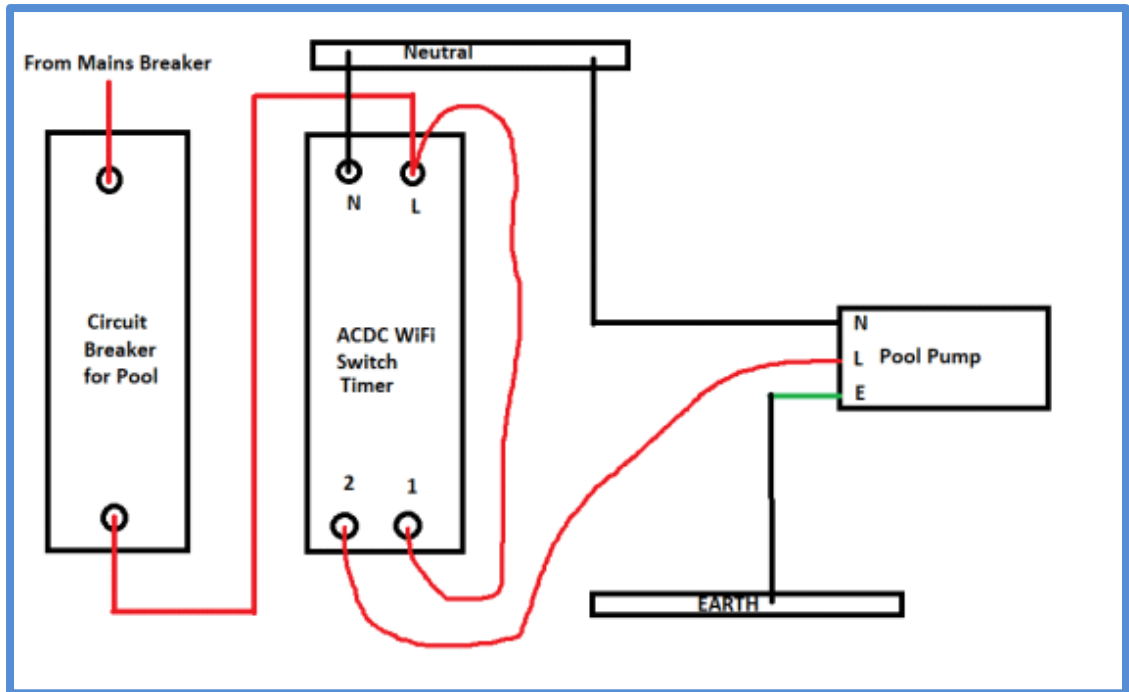 Neutral
From Mains Breaker
N
L
Circuit
Breaker
for Pool
ACDC WiFi
Switch
Timer
2
1
N
L
Pool Pump
E
EARTH